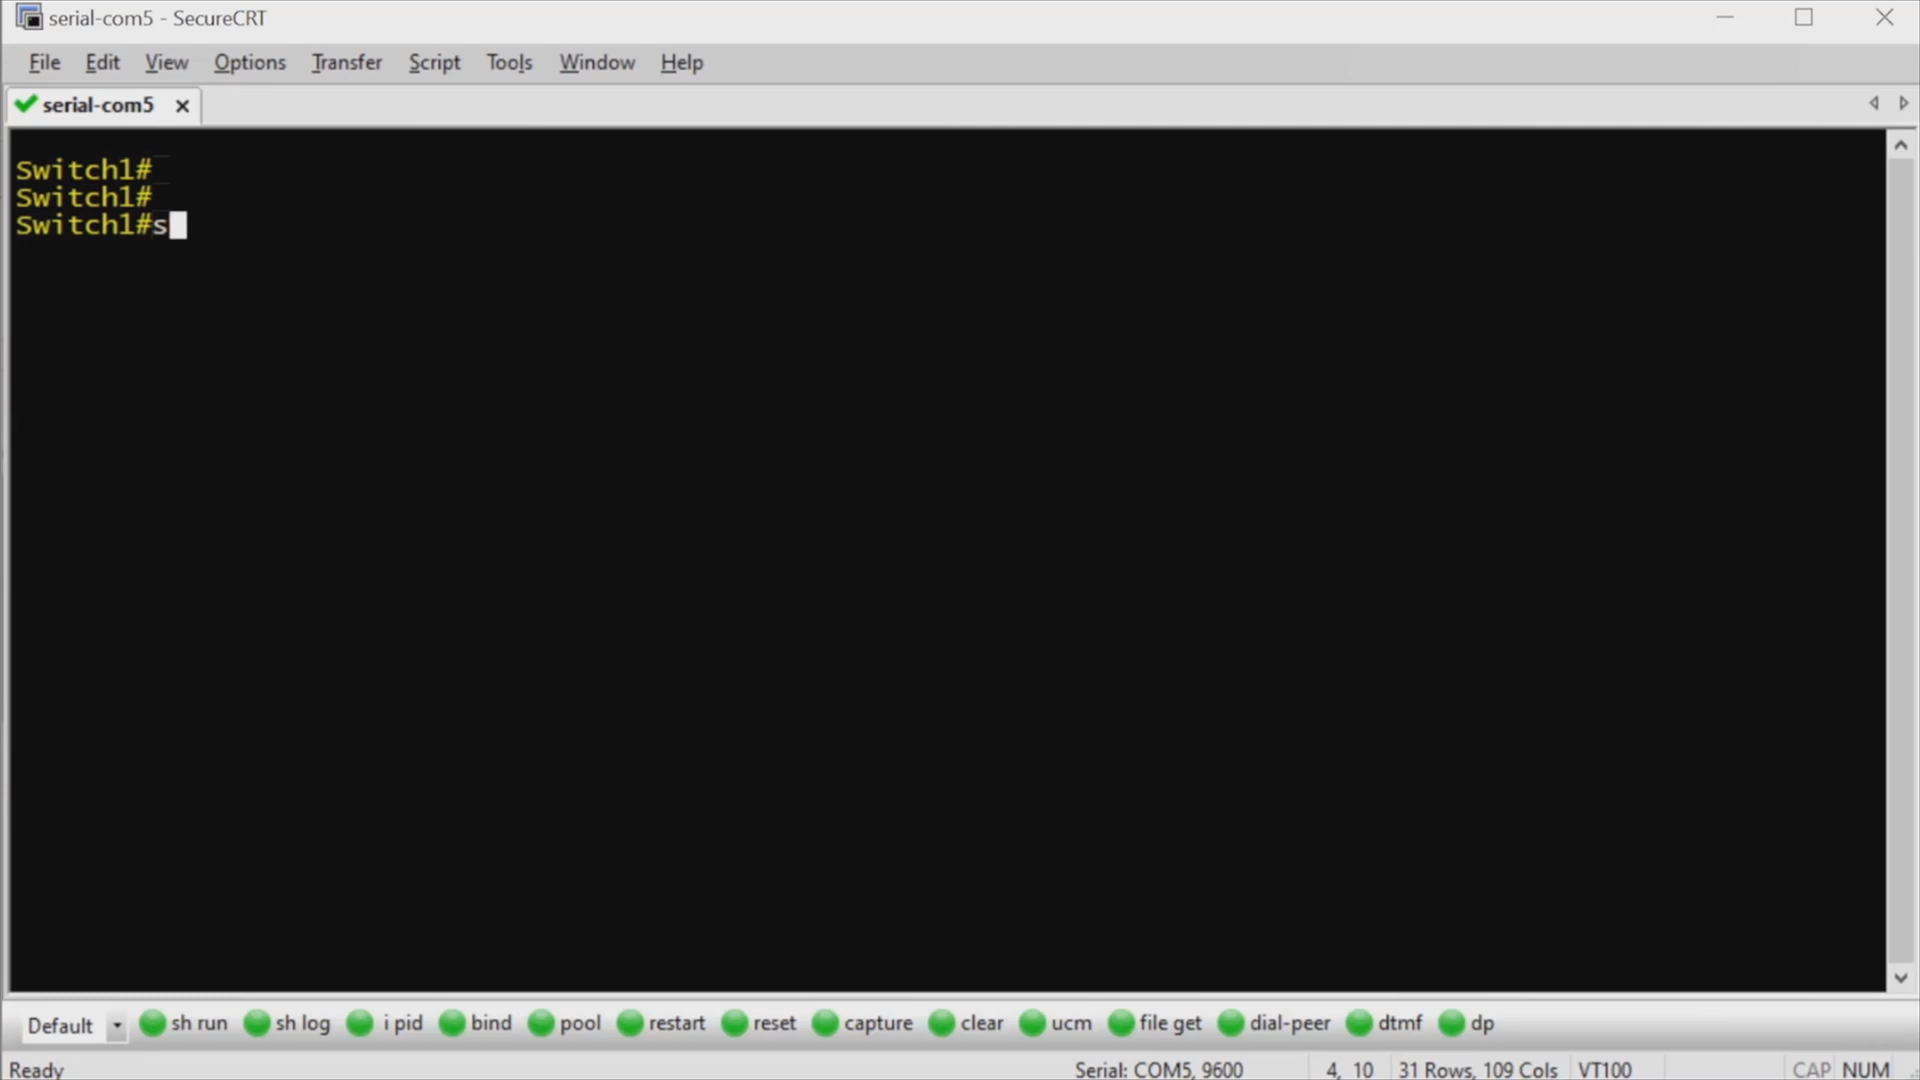 serial-com5 - SecureCRT
File Edit View Options Transfer Script Tools Window Help
serial-com5
Switch1#
Switch1#
Switch1#s
Default sh run sh log i pid bind pool restart reset capture clear ucm file get dial-peer dtmf dp
Ready Serial: COM5, 9600 4, 10 31 Rows, 109 Cols VT100 CAP NUM